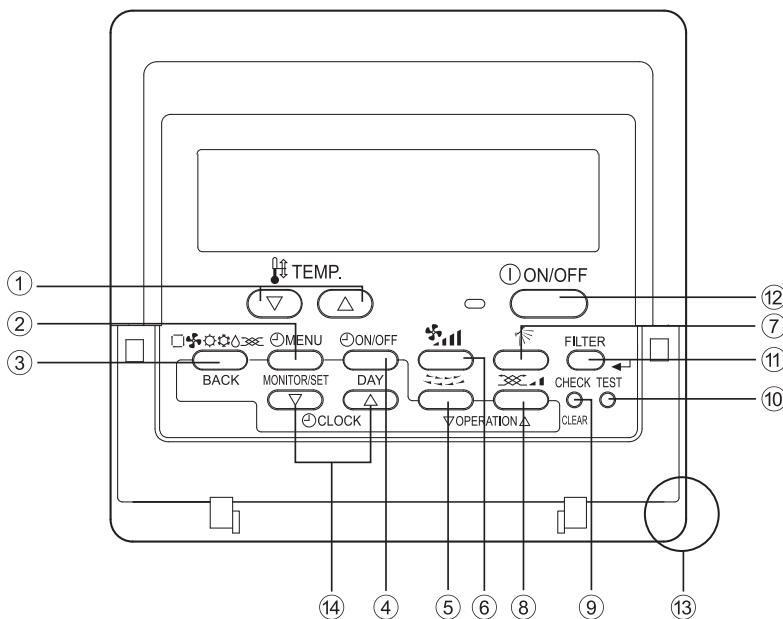 TEMP.
ON/OFF
① ⑫
② MENU ON/OFF FILTER ⑦
③ BACK MONITOR/SET DAY CHECK TEST ⑪
⑩
CLOCK ▽OPERATION△ CLEAR
⑭ ④ ⑤ ⑥ ⑧ ⑨ ⑬